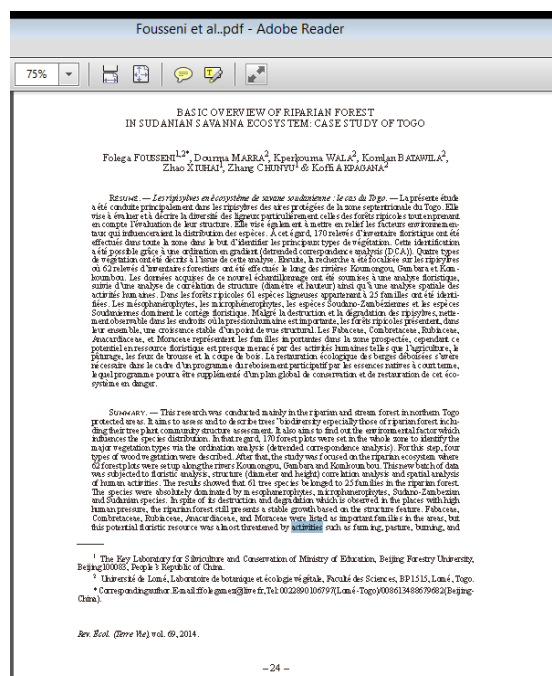 Fousseni et al..pdf - Adobe Reader
75%
BASIC OVERVIEW OF RIPARIAN FOREST
IN SUDANIAN SAVANNA ECOSYSTEM: CASE STUDY OF TOGO
Folega FOUSSENI1,2*, Dourma MARRA2, Kperkouma WALA2, Komlan BATAWILA2,
Zhao XIUHAI1, Zhang CHUNYU1 & Koffi AKPAGANA2
RÉSUMÉ. — Les ripisylves en écosystème de savane soudanienne : le cas du Togo. — La présente étude
a été conduite principalement dans les ripisylves des aires protégées de la zone septentrionale du Togo. Elle
vise à évaluer et à décrire la diversité des ligneux particulièrement celles des forêts ripicoles tout en prenant
en compte l'évaluation de leur structure. Elle vise également à mettre en relief les facteurs environnemen-
taux qui influenceraient la distribution des espèces. À cet égard, 170 relevés d'inventaire floristique ont été
effectués dans toute la zone dans le but d'identifier les principaux types de végétation. Cette identification
a été possible grâce à une ordination en gradient (detrended correspondence analysis (DCA)). Quatre types
de végétation ont été décrits à l'issue de cette analyse. Ensuite, la recherche a été focalisée sur les ripisylves
où 62 relevés d'inventaires forestiers ont été effectués le long des rivières Koumongou, Gambara et Kom-
koumbou. Les données acquises de ce nouvel échantillonnage ont été soumises à une analyse floristique,
suivie d'une analyse de corrélation de structure (diamètre et hauteur) ainsi qu'à une analyse spatiale des
activités humaines. Dans les forêts ripicoles 61 espèces ligneuses appartenant à 25 familles ont été identi-
fiées. Les mésophanérophytes, les microphanérophytes, les espèces Soudano-Zambéziennes et les espèces
Soudaniennes dominent le cortège floristique. Malgré la destruction et la dégradation des ripisylves, nette-
ment observable dans les endroits où la pression humaine est importante, les forêts ripicoles présentent, dans
leur ensemble, une croissance stable d'un point de vue structural. Les Fabaceae, Combretaceae, Rubiaceae,
Anacardiaceae, et Moraceae représentent les familles importantes dans la zone prospectée, cependant ce
potentiel en ressource floristique est presque menacé par des activités humaines telles que l'agriculture, le
pâturage, les feux de brousse et la coupe de bois. La restauration écologique des berges déboisées s'avère
nécessaire dans le cadre d'un programme du reboisement participatif par les essences natives à court terme,
lequel programme pourra être supplémenté d'un plan global de conservation et de restauration de cet éco-
système en danger.
SUMMARY. — This research was conducted mainly in the riparian and stream forest in northern Togo
protected areas. It aims to assess and to describe trees' biodiversity especially those of riparian forest inclu-
ding their tree plant community structure assessment. It also aims to find out the environmental factor which
influences the species distribution. In that regard, 170 forest plots were set in the whole zone to identify the
major vegetation types via the ordination analysis (detrended correspondence analysis). For this step, four
types of wood vegetation were described. After that, the study was focused on the riparian ecosystem where
62 forest plots were set up along the rivers Koumongou, Gambara and Komkoumbou. This new batch of data
was subjected to floristic analysis, structure (diameter and height) correlation analysis and spatial analysis
of human activities. The results showed that 61 tree species belonged to 25 families in the riparian forest.
The species were absolutely dominated by mesophanerophytes, microphanerophytes, Sudano-Zambezian
and Sudanian species. In spite of its destruction and degradation which is observed in the places with high
human pressure, the riparian forest still presents a stable growth based on the structure feature. Fabaceae,
Combretaceae, Rubiaceae, Anacardiaceae, and Moraceae were listed as important families in the areas, but
this potential floristic resource was almost threatened by activities such as farming, pasture, burning, and
1 The Key Laboratory for Silviculture and Conservation of Ministry of Education, Beijing Forestry University,
Beijing 100083, People's Republic of China.
2 Université de Lomé, Laboratoire de botanique et écologie végétale, Faculté des Sciences, BP 1515, Lomé, Togo.
* Corresponding author. E-mail: ffolegamez@live.fr, Tel: 0022890106797(Lomé-Togo)/008613488679682(Beijing-
China).
Rev. Écol. (Terre Vie), vol. 69, 2014.
– 24 –